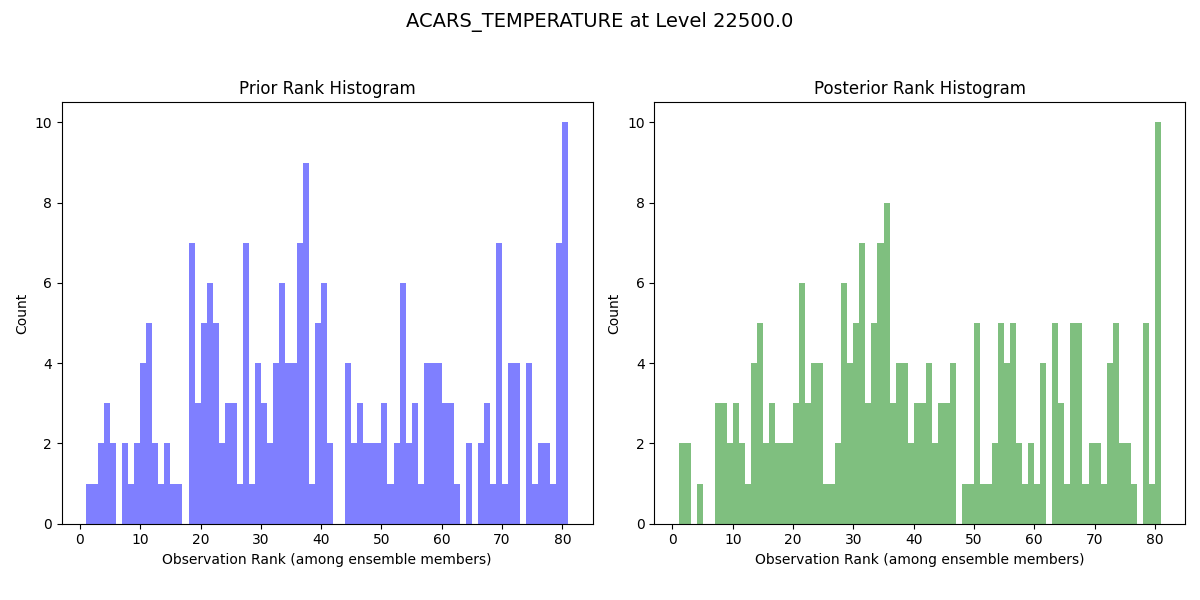 ACARS_TEMPERATURE at Level 22500.0
Prior Rank Histogram
Count
0 2 4 6 8 10
0 10 20 30 40 50 60 70 80
Observation Rank (among ensemble members)
Posterior Rank Histogram
Count
0 2 4 6 8 10
0 10 20 30 40 50 60 70 80
Observation Rank (among ensemble members)